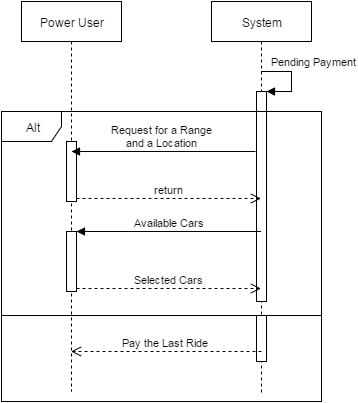 Power User
System
Pending Payment
Alt
Request for a Range
and a Location
return
Available Cars
Selected Cars
Pay the Last Ride